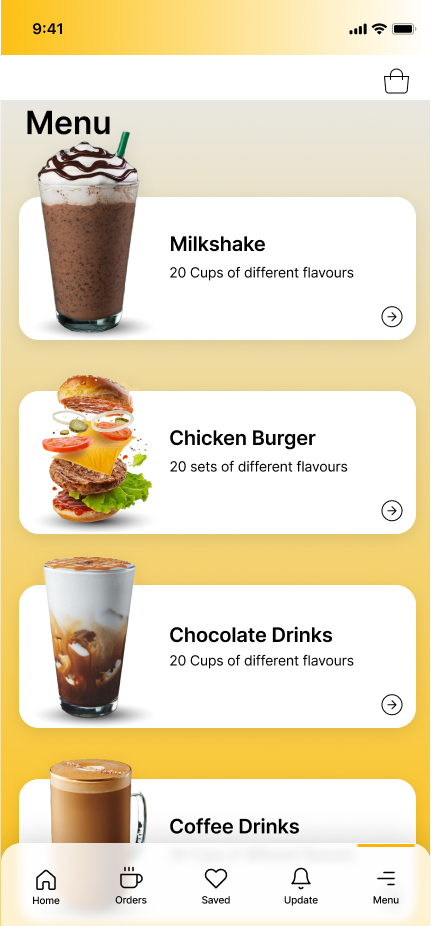 9:41
Menu
Milkshake
20 Cups of different flavours
Chicken Burger
20 sets of different flavours
Chocolate Drinks
20 Cups of different flavours
Coffee Drinks
Home
Orders
Saved
Update
Menu